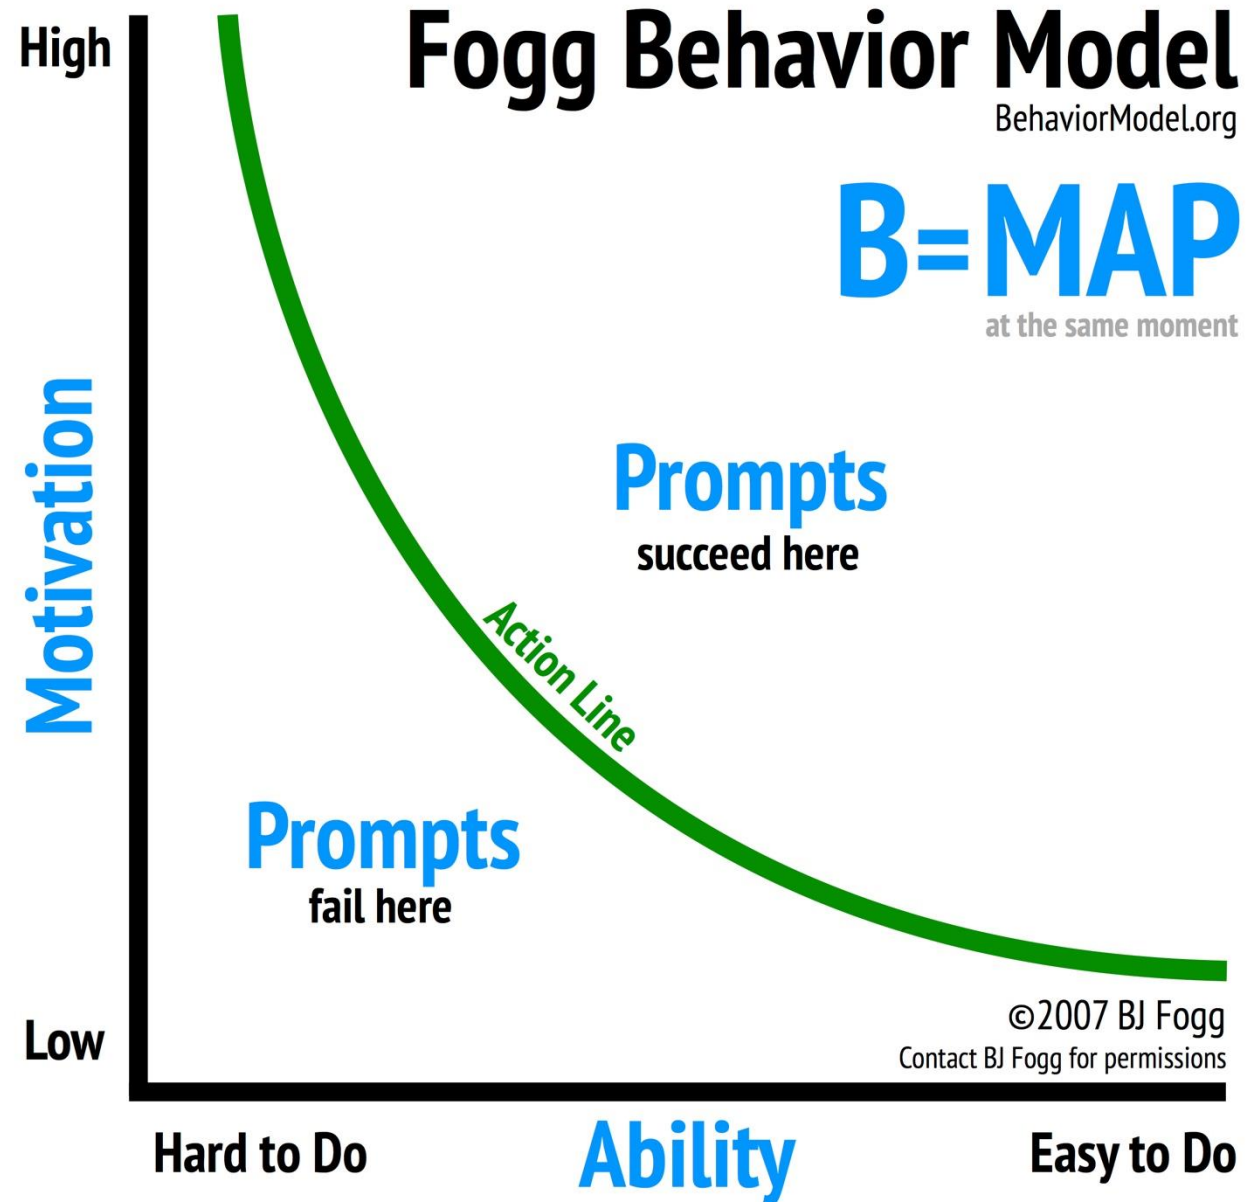 High
Fogg Behavior Model
BehaviorModel.org
B=MAP
at the same moment
Motivation
Prompts
succeed here
Action Line
Prompts
fail here
Low
©2007 BJ Fogg
Contact BJ Fogg for permissions
Hard to Do
Ability
Easy to Do